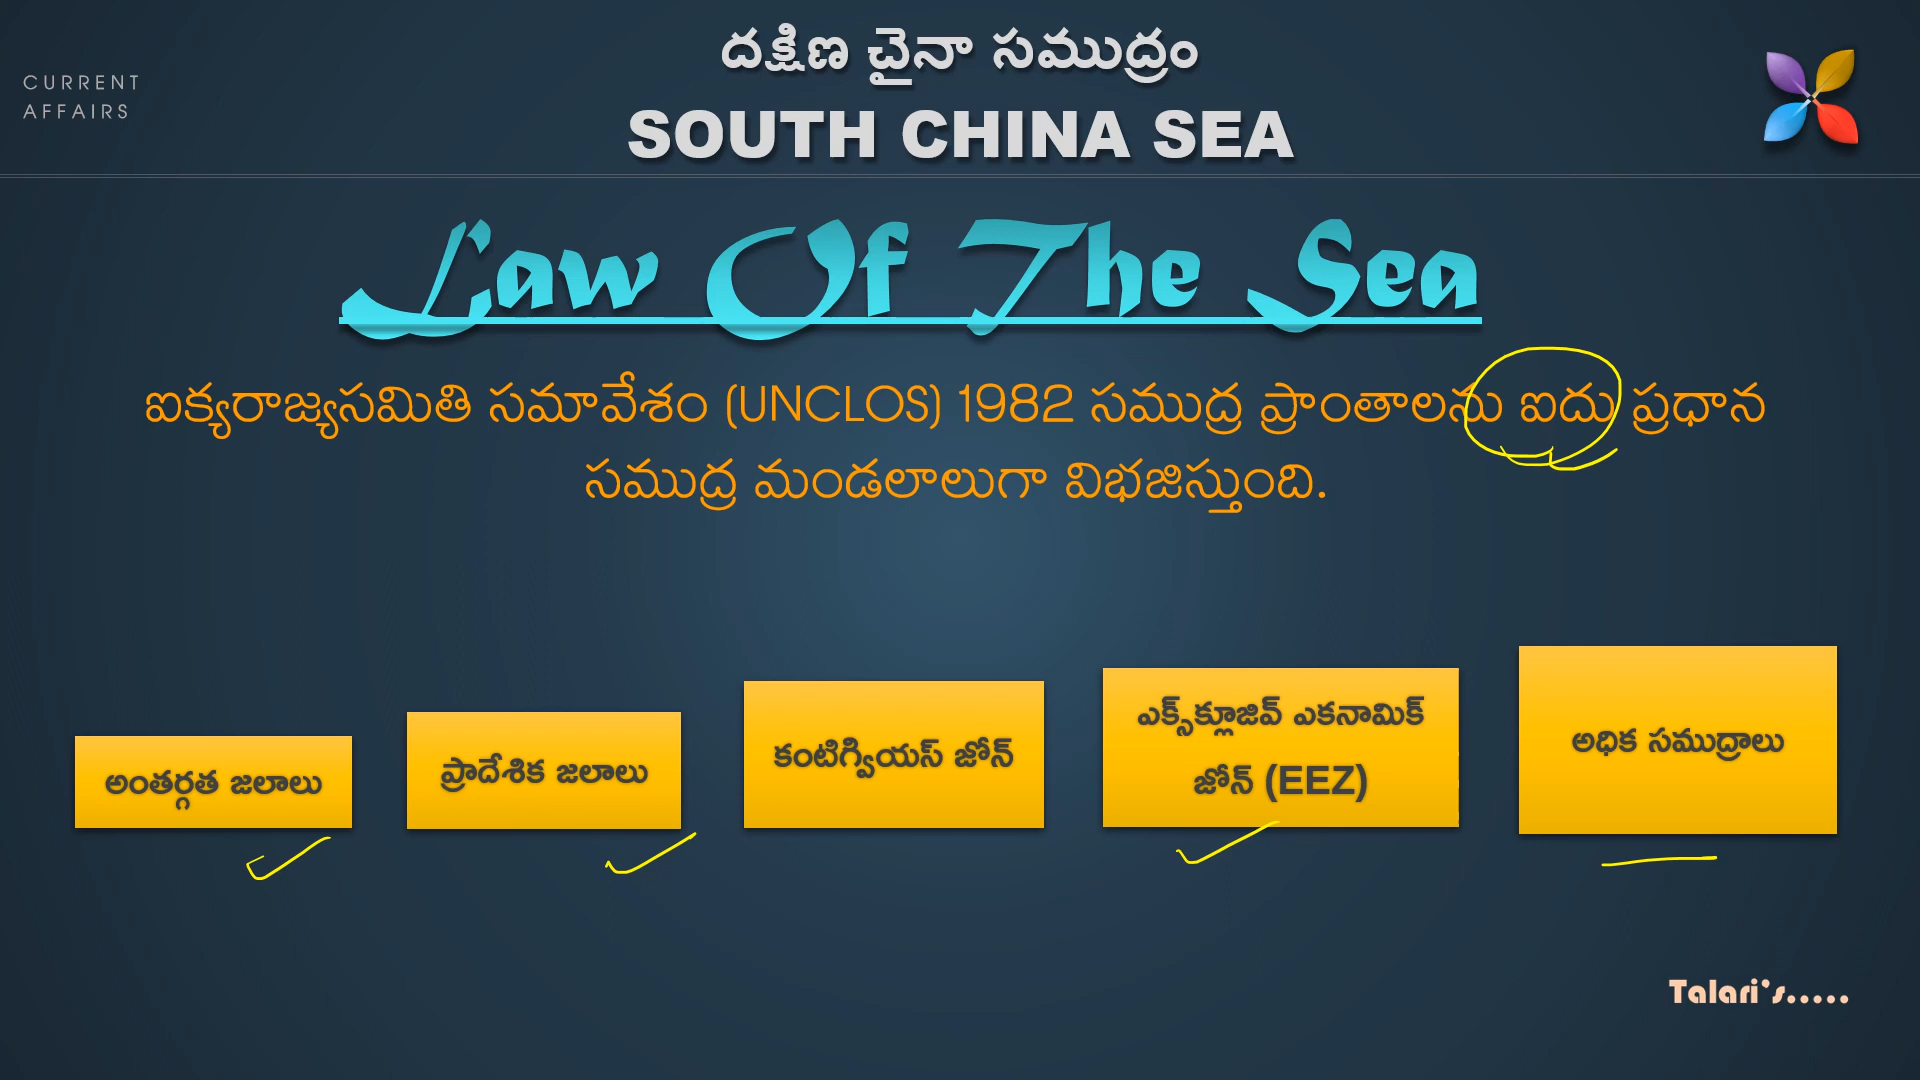 CURRENT
AFFAIRS
దక్షిణ చైనా సముద్రం
SOUTH CHINA SEA
Law Of The Sea
ఐక్యరాజ్యసమితి సమావేశం (UNCLOS) 1982 సముద్ర ప్రాంతాలను ఐదు ప్రధాన
సముద్ర మండలాలుగా విభజిస్తుంది.
అంతర్గత జలాలు
ప్రాదేశిక జలాలు
కంటిగ్వియస్ జోన్
ఎక్స్‌క్లూజివ్ ఎకనామిక్
జోన్ (EEZ)
అధిక సముద్రాలు
Talari's.....